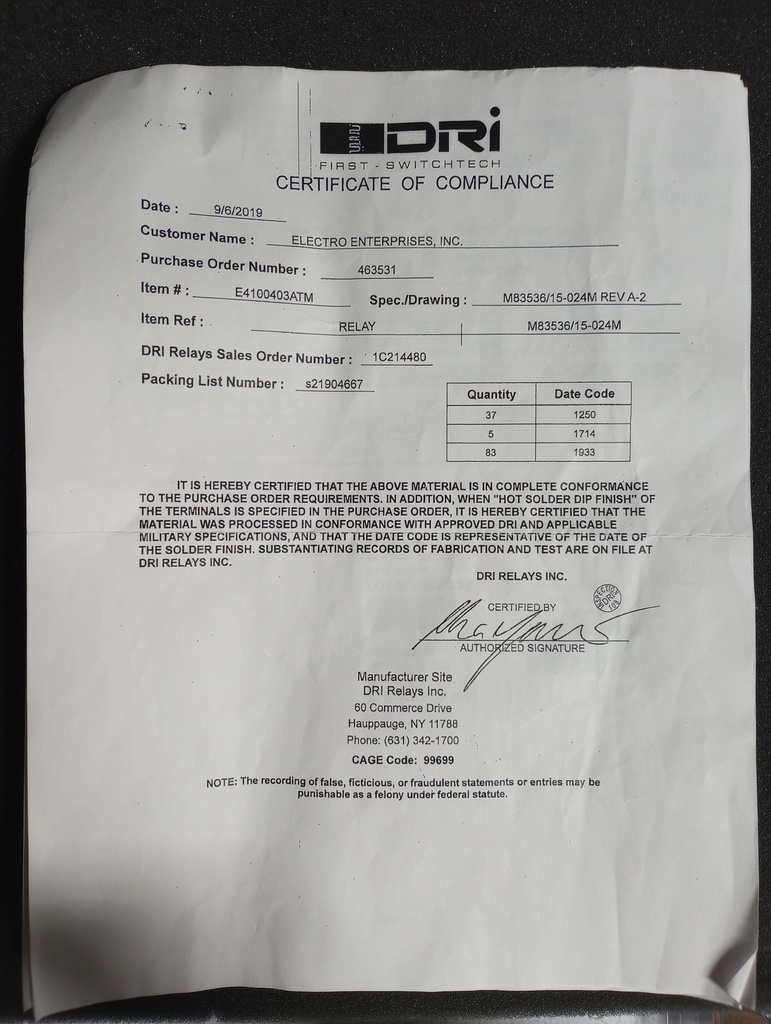 DRi
FIRST - SWITCHTECH
CERTIFICATE OF COMPLIANCE
Date : 9/6/2019
Customer Name : ELECTRO ENTERPRISES, INC.
Purchase Order Number : 463531
Item # : E4100403ATM Spec./Drawing : M83536/15-024M REV A-2
Item Ref : RELAY M83536/15-024M
DRI Relays Sales Order Number : 1C214480
Packing List Number : s21904667
Quantity Date Code
37 1250
5 1714
83 1933
IT IS HEREBY CERTIFIED THAT THE ABOVE MATERIAL IS IN COMPLETE CONFORMANCE
TO THE PURCHASE ORDER REQUIREMENTS. IN ADDITION, WHEN "HOT SOLDER DIP FINISH" OF
THE TERMINALS IS SPECIFIED IN THE PURCHASE ORDER, IT IS HEREBY CERTIFIED THAT THE
MATERIAL WAS PROCESSED IN CONFORMANCE WITH APPROVED DRI AND APPLICABLE
MILITARY SPECIFICATIONS, AND THAT THE DATE CODE IS REPRESENTATIVE OF THE DATE OF
THE SOLDER FINISH. SUBSTANTIATING RECORDS OF FABRICATION AND TEST ARE ON FILE AT
DRI RELAYS INC.
DRI RELAYS INC.
CERTIFIED BY
INSPECTION
DRI
AUTHORIZED SIGNATURE
Manufacturer Site
DRI Relays Inc.
60 Commerce Drive
Hauppauge, NY 11788
Phone: (631) 342-1700
CAGE Code: 99699
NOTE: The recording of false, ficticious, or fraudulent statements or entries may be
punishable as a felony under federal statute.